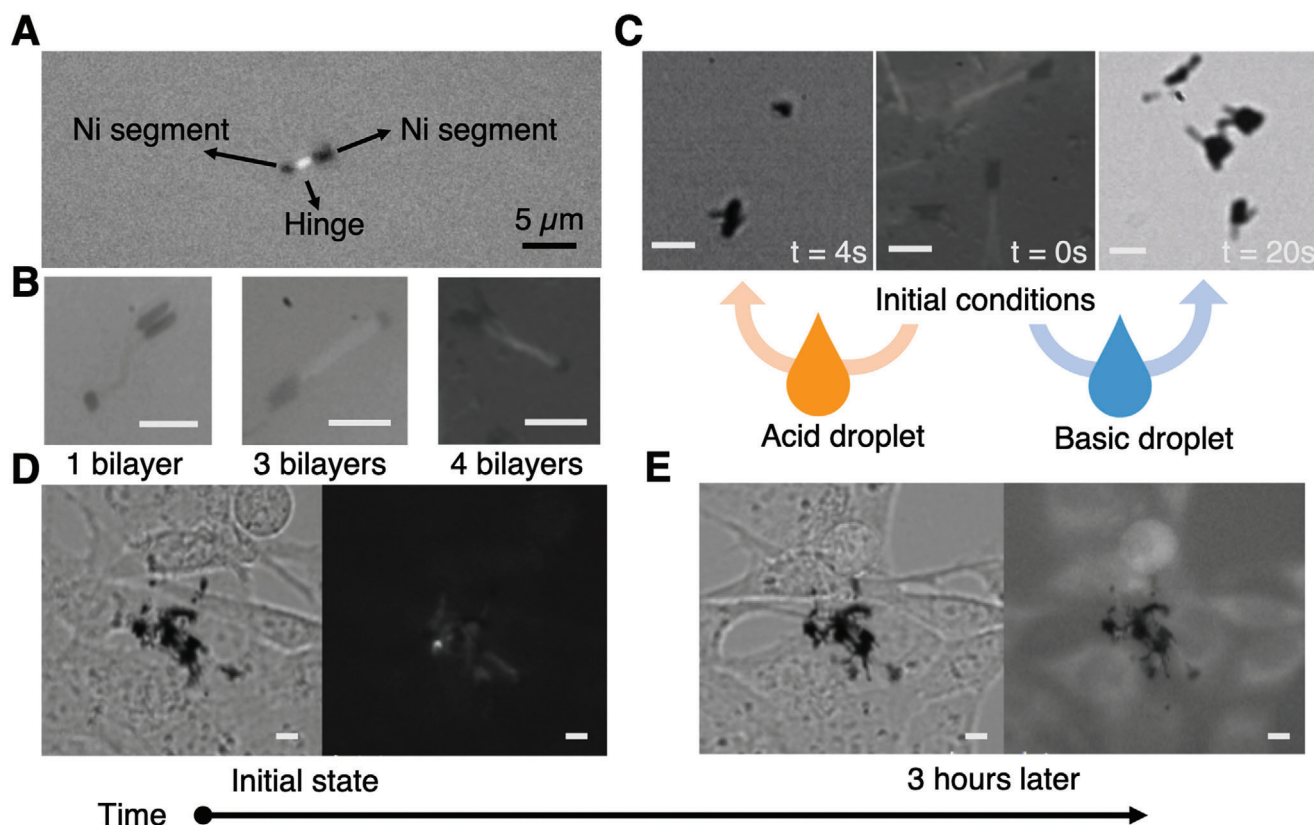 A
Ni segment
Ni segment
Hinge
5 µm
B
1 bilayer
3 bilayers
4 bilayers
C
t = 4s
t = 0s
t = 20s
Initial conditions
Acid droplet
Basic droplet
D
Initial state
E
3 hours later
Time